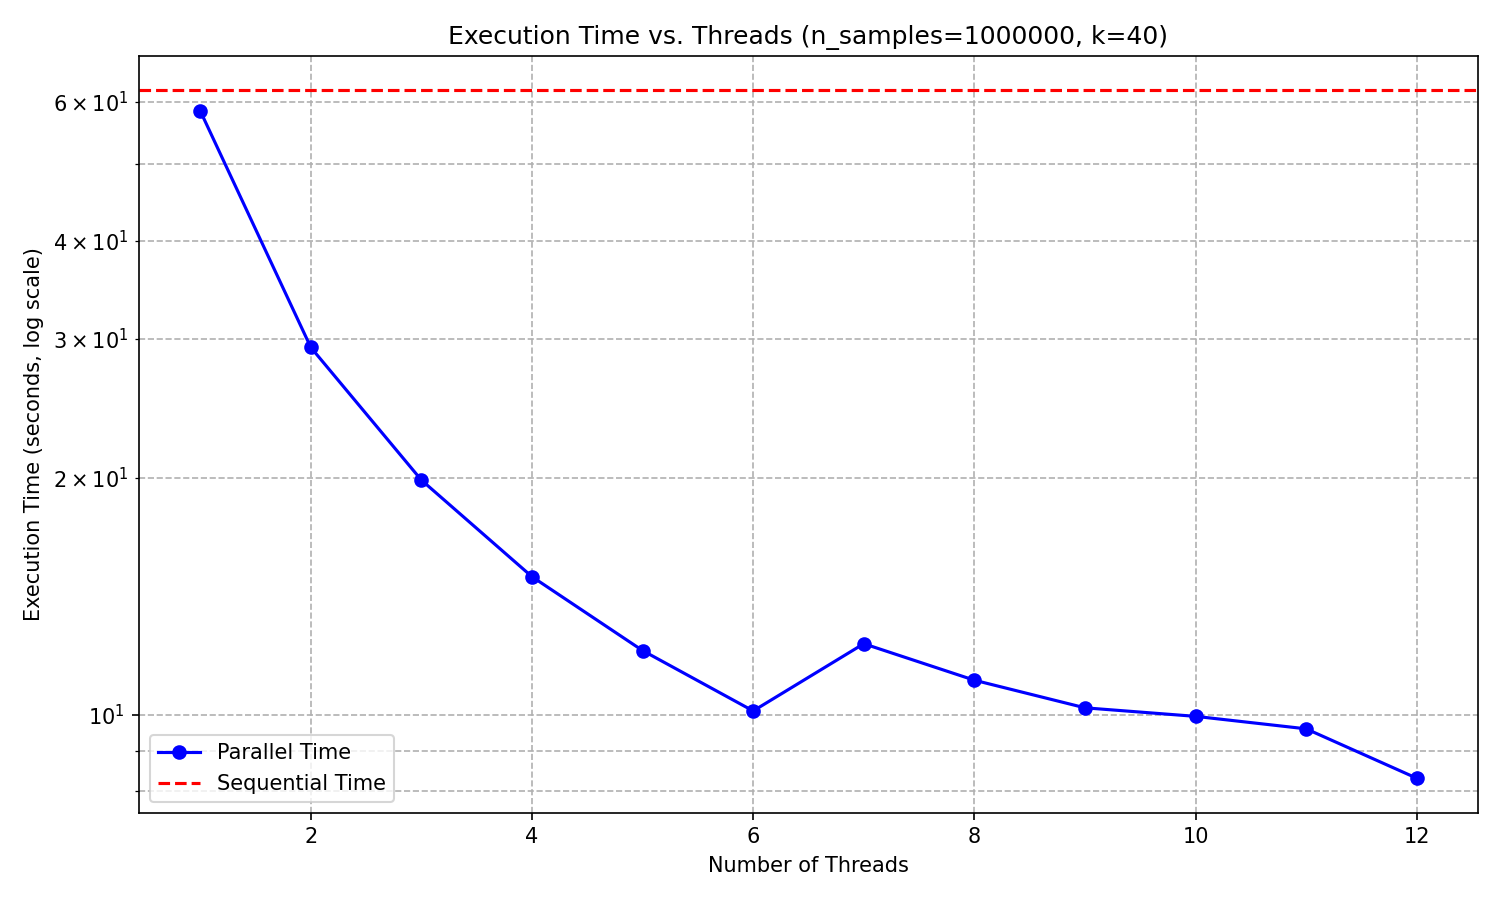 Execution Time vs. Threads (n_samples=1000000, k=40)
Execution Time (seconds, log scale)
6 × 10¹
4 × 10¹
3 × 10¹
2 × 10¹
10¹
Parallel Time
Sequential Time
2 4 6 8 10 12
Number of Threads